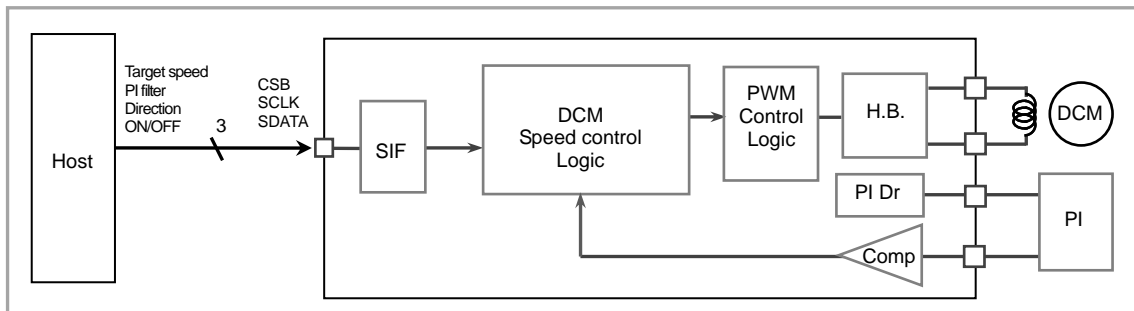 Host
Target speed
PI filter
Direction
ON/OFF
3
CSB
SCLK
SDATA
SIF
DCM
Speed control
Logic
PWM
Control
Logic
H.B.
DCM
PI Dr
PI
Comp